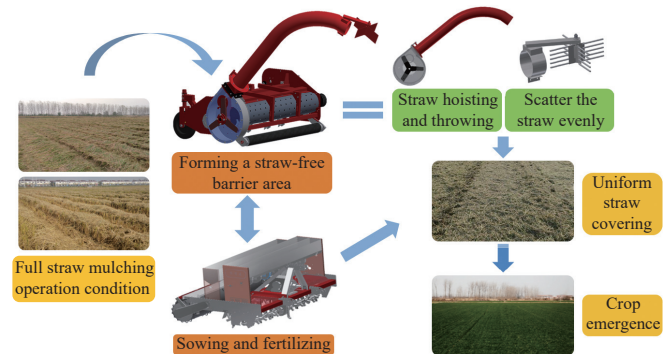 Full straw mulching
operation condition
Forming a straw-free
barrier area
Sowing and fertilizing
Straw hoisting
and throwing
Scatter the
straw evenly
Uniform
straw
covering
Crop
emergence